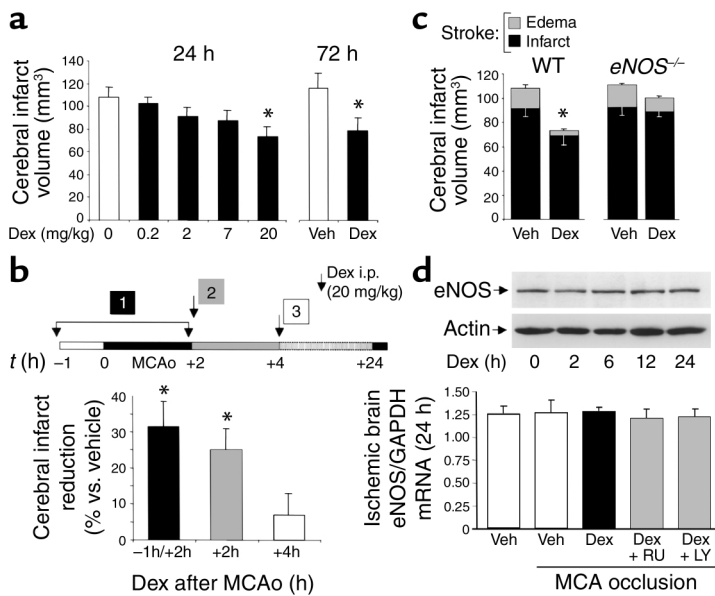 a
24 h
72 h
Cerebral infarct
volume (mm³)
140
120
100
80
60
40
20
0
*
*
Dex (mg/kg)
0
0.2
2
7
20
Veh
Dex
c
Stroke:
Edema
Infarct
WT
eNOS–/–
Cerebral infarct
volume (mm³)
120
100
80
60
40
20
0
*
Veh
Dex
Veh
Dex
b
1
2
3
Dex i.p.
(20 mg/kg)
t (h)
–1
0
MCAo
+2
+4
+24
Cerebral infarct
reduction
(% vs. vehicle)
40
30
20
10
0
*
*
–1h/+2h
+2h
+4h
Dex after MCAo (h)
d
eNOS
Actin
Dex (h)
0
2
6
12
24
Ischemic brain
eNOS/GAPDH
mRNA (24 h)
1.50
1.25
1.00
0.75
0.50
0.25
0
Veh
Veh
Dex
Dex
+ RU
Dex
+ LY
MCA occlusion